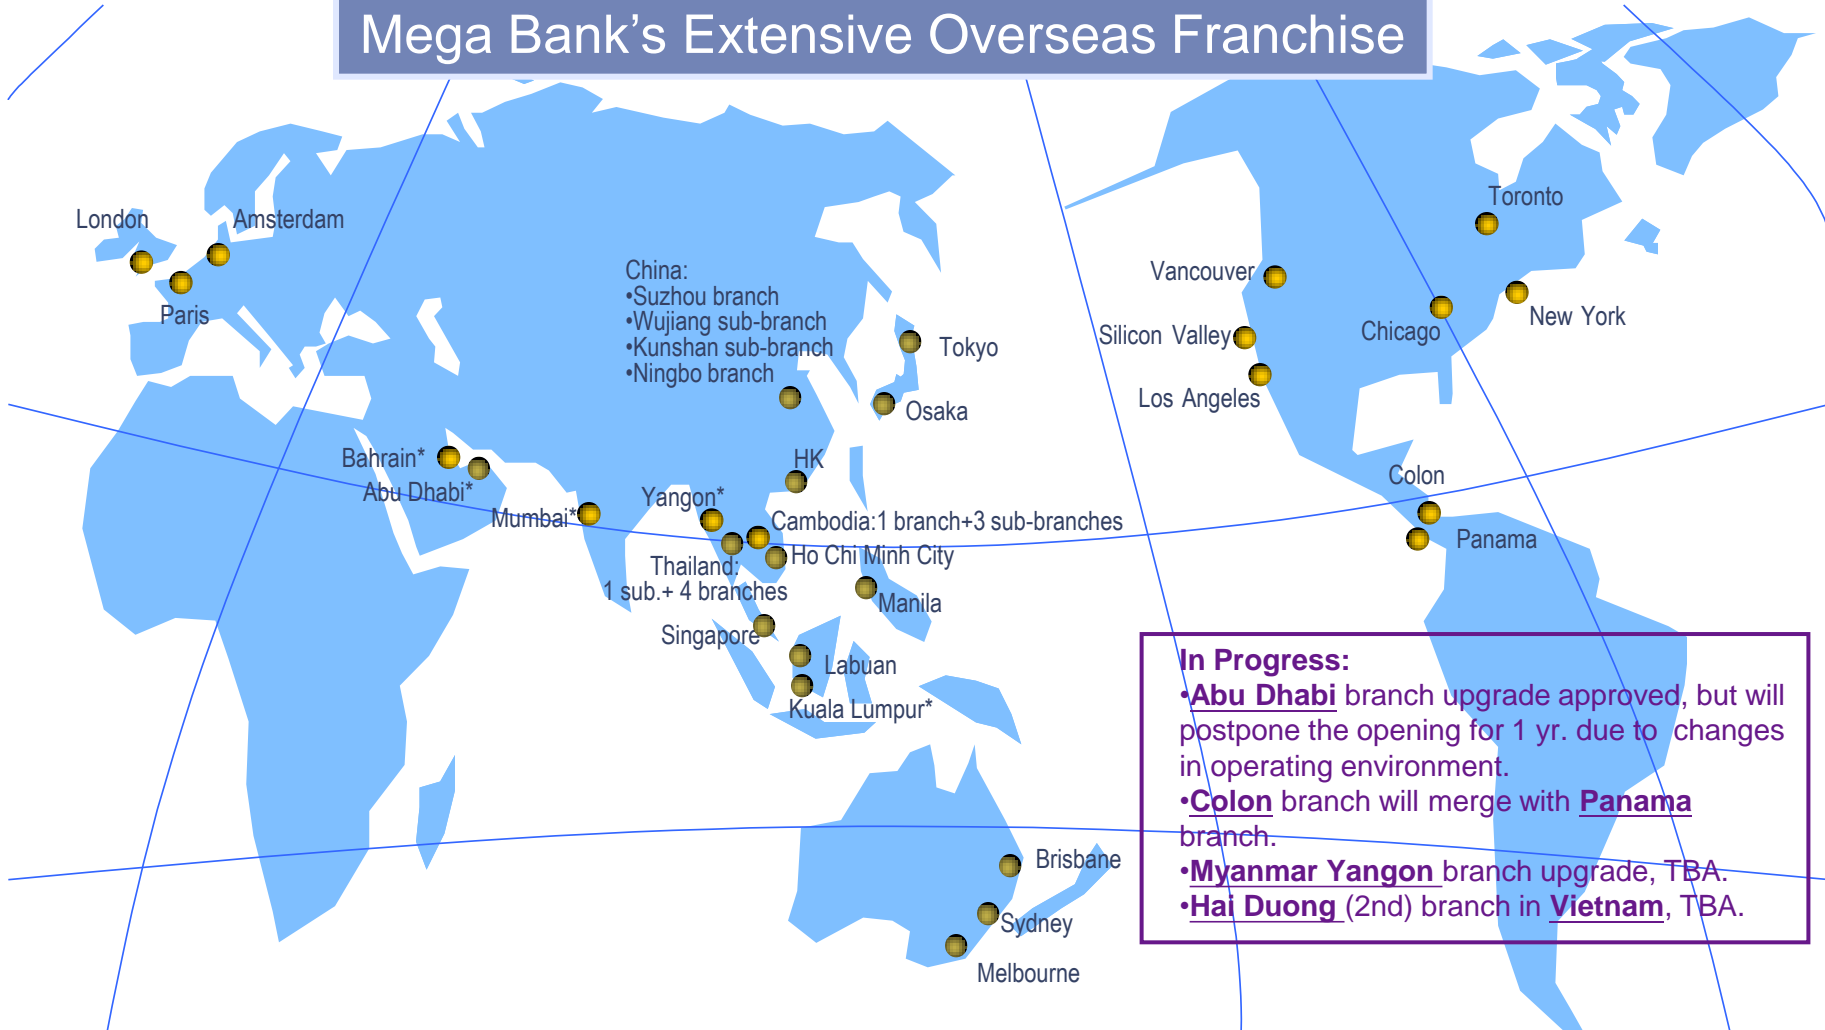 Mega Bank's Extensive Overseas Franchise
London
Amsterdam
Paris
China:
•Suzhou branch
•Wujiang sub-branch
•Kunshan sub-branch
•Ningbo branch
Tokyo
Osaka
HK
Bahrain*
Abu Dhabi*
Mumbai*
Yangon*
Cambodia:1 branch+3 sub-branches
Ho Chi Minh City
Thailand:
1 sub.+ 4 branches
Manila
Singapore
Labuan
Kuala Lumpur*
Brisbane
Sydney
Melbourne
Toronto
Vancouver
New York
Chicago
Silicon Valley
Los Angeles
Colon
Panama
In Progress:
•Abu Dhabi branch upgrade approved, but will
postpone the opening for 1 yr. due to changes
in operating environment.
•Colon branch will merge with Panama
branch.
•Myanmar Yangon branch upgrade, TBA.
•Hai Duong (2nd) branch in Vietnam, TBA.